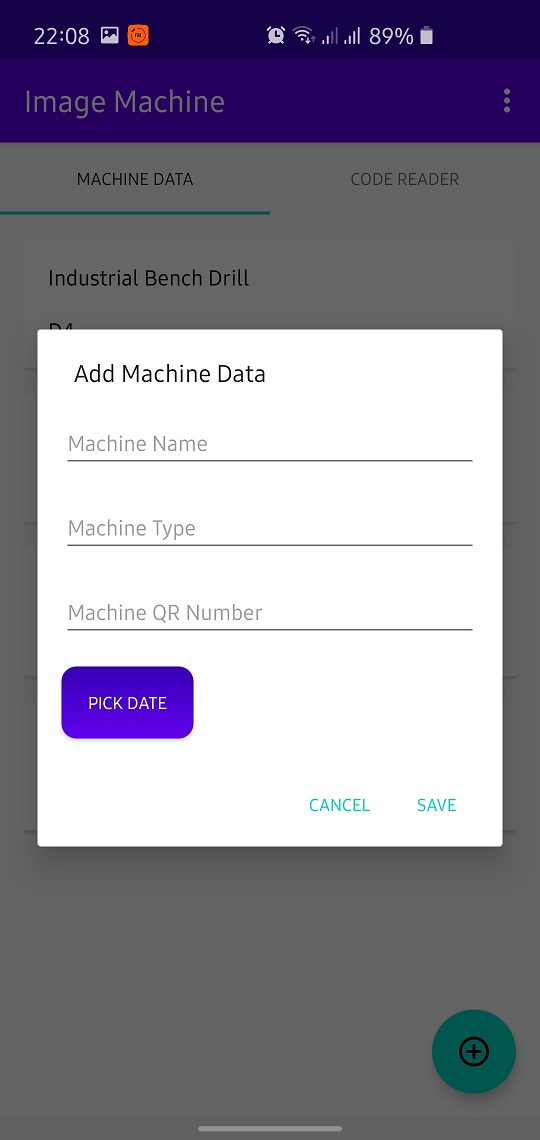 22:08 89%
Image Machine
MACHINE DATA CODE READER
Industrial Bench Drill
Add Machine Data
Machine Name
Machine Type
Machine QR Number
PICK DATE
CANCEL SAVE